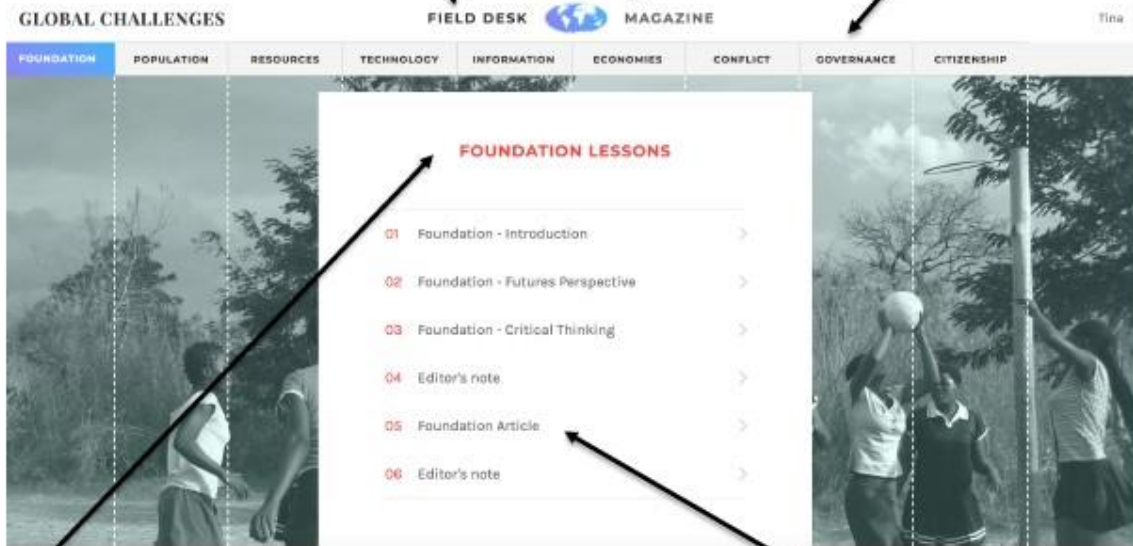 GLOBAL CHALLENGES FIELD DESK MAGAZINE Tina
FOUNDATION POPULATION RESOURCES TECHNOLOGY INFORMATION ECONOMIES CONFLICT GOVERNANCE CITIZENSHIP
FOUNDATION LESSONS
01 Foundation - Introduction
02 Foundation - Futures Perspective
03 Foundation - Critical Thinking
04 Editor's note
05 Foundation Article
06 Editor's note